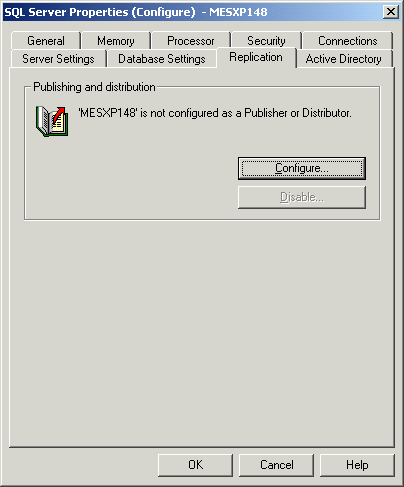 SQL Server Properties (Configure) - MESXP148
General Memory Processor Security Connections
Server Settings Database Settings Replication Active Directory
Publishing and distribution
'MESXP148' is not configured as a Publisher or Distributor.
Configure...
Disable...
OK Cancel Help